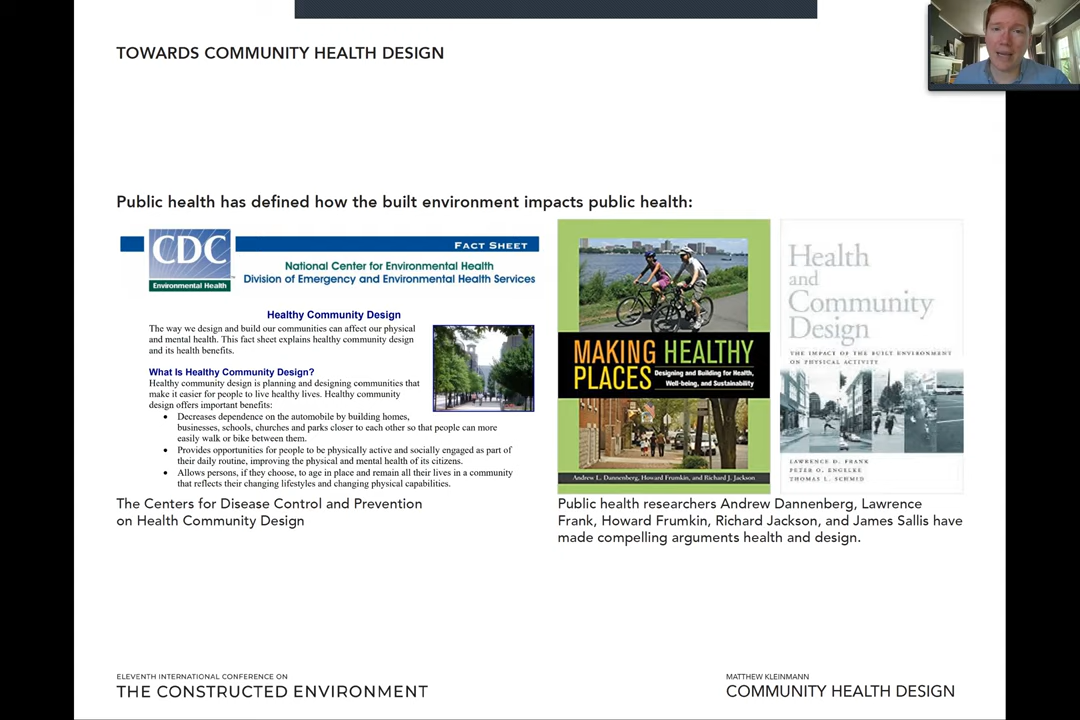 TOWARDS COMMUNITY HEALTH DESIGN
Public health has defined how the built environment impacts public health:
CDC
Environmental Health
FACT SHEET
National Center for Environmental Health
Division of Emergency and Environmental Health Services
Healthy Community Design
The way we design and build our communities can affect our physical
and mental health. This fact sheet explains healthy community design
and its health benefits.
What Is Healthy Community Design?
Healthy community design is planning and designing communities that
make it easier for people to live healthy lives. Healthy community
design offers important benefits:
• Decreases dependence on the automobile by building homes,
businesses, schools, churches and parks closer to each other so that people can more
easily walk or bike between them.
• Provides opportunities for people to be physically active and socially engaged as part of
their daily routine, improving the physical and mental health of its citizens.
• Allows persons, if they choose, to age in place and remain all their lives in a community
that reflects their changing lifestyles and changing physical capabilities.
The Centers for Disease Control and Prevention
on Health Community Design
MAKING HEALTHY
PLACES
Designing and Building for Health,
Well-being, and Sustainability
Andrew L. Dannenberg, Howard Frumkin, and Richard J. Jackson
Health
and
Community
Design
THE IMPACT OF THE BUILT ENVIRONMENT
ON PHYSICAL ACTIVITY
LAWRENCE D. FRANK
PETER O. ENGELKE
THOMAS L. SCHMID
Public health researchers Andrew Dannenberg, Lawrence
Frank, Howard Frumkin, Richard Jackson, and James Sallis have
made compelling arguments health and design.
ELEVENTH INTERNATIONAL CONFERENCE ON
THE CONSTRUCTED ENVIRONMENT
MATTHEW KLEINMANN
COMMUNITY HEALTH DESIGN